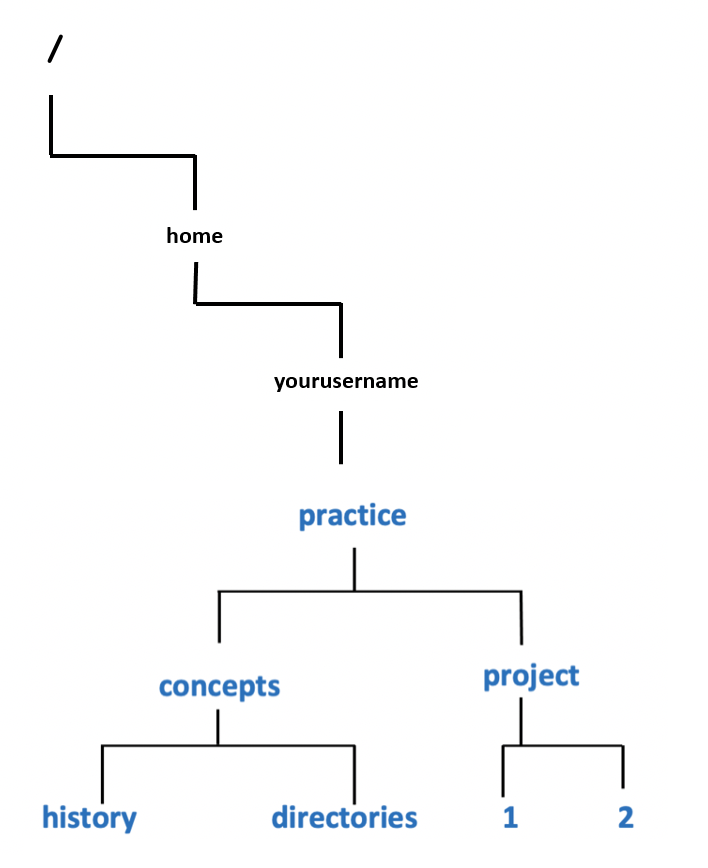 /
home
yourusername
practice
concepts
project
history
directories
1
2